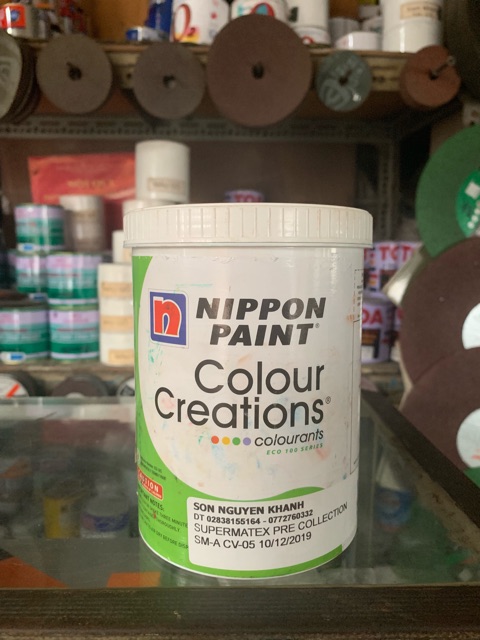 n NIPPON
PAINT®
Colour
Creations®
colourants
ECO 100 SERIES
SON NGUYEN KHANH
DT 02838155164 - 0772760332
SUPERMATEX PRE COLLECTION
SM-A CV-05 10/12/2019